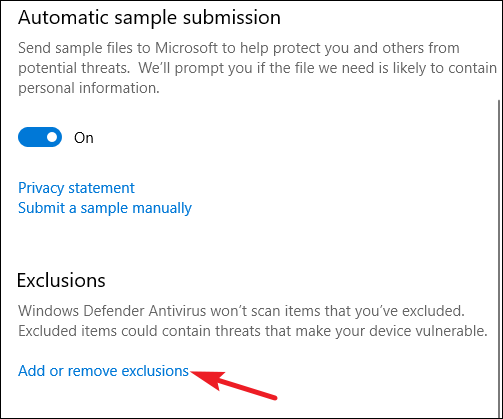 Automatic sample submission
Send sample files to Microsoft to help protect you and others from
potential threats.  We'll prompt you if the file we need is likely to contain
personal information.
On
Privacy statement
Submit a sample manually
Exclusions
Windows Defender Antivirus won't scan items that you've excluded.
Excluded items could contain threats that make your device vulnerable.
Add or remove exclusions